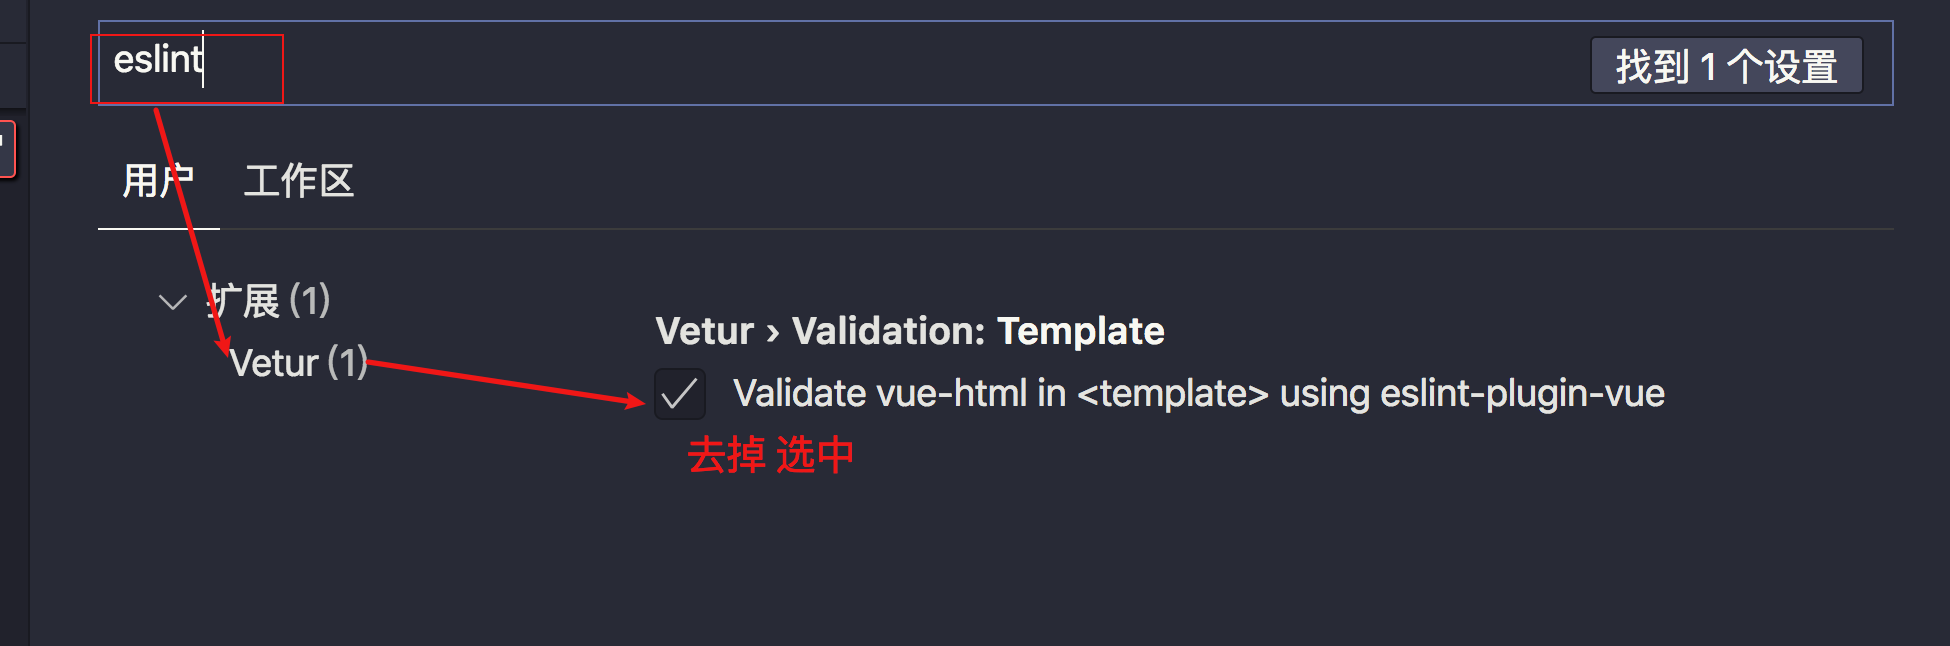 eslint
找到 1 个设置
用户 工作区
扩展 (1)
Vetur (1)
Vetur › Validation: Template
Validate vue-html in <template> using eslint-plugin-vue
去掉 选中